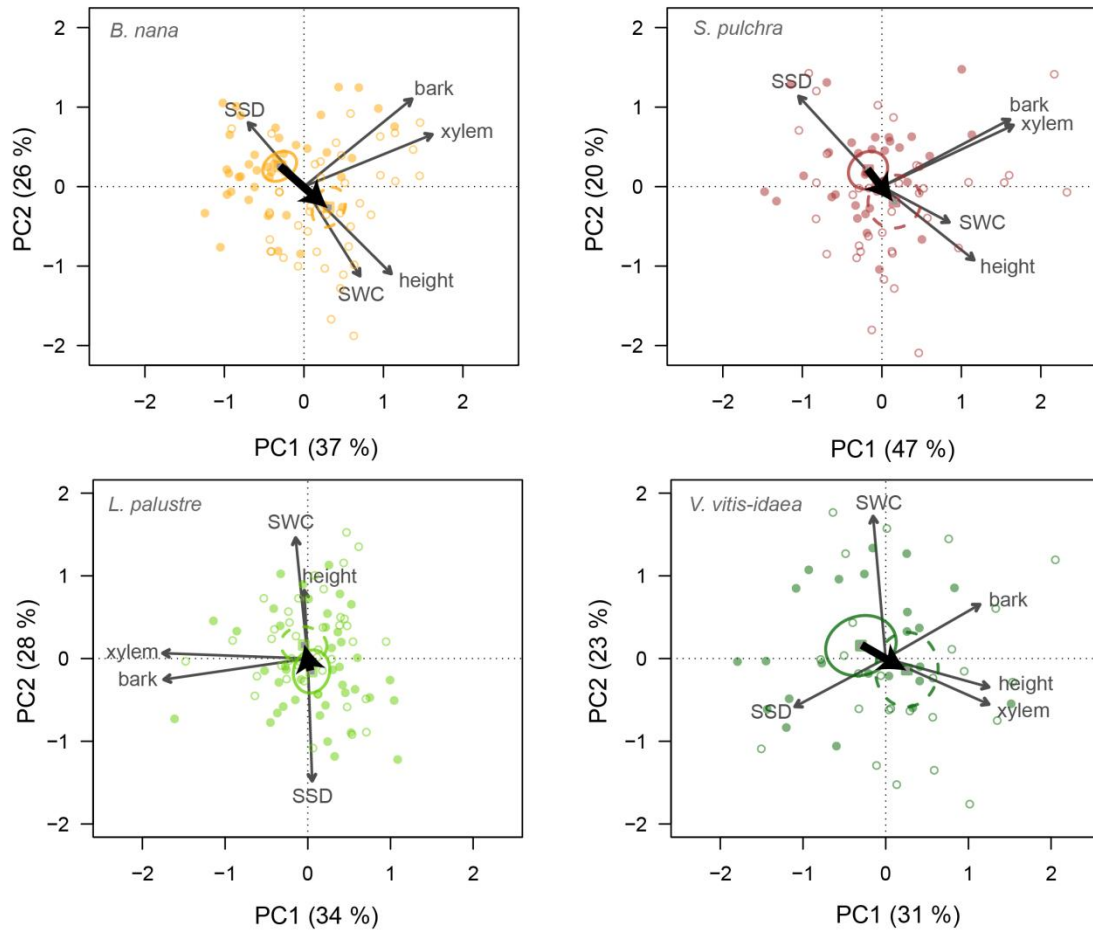 B. nana
2
1
0
−1
−2
PC2 (26 %)
SSD
bark
xylem
SWC
height
−2 −1 0 1 2
PC1 (37 %)
S. pulchra
2
1
0
−1
−2
PC2 (20 %)
SSD
bark
xylem
SWC
height
−2 −1 0 1 2
PC1 (47 %)
L. palustre
2
1
0
−1
−2
PC2 (28 %)
SWC
height
xylem
bark
SSD
−2 −1 0 1 2
PC1 (34 %)
V. vitis-idaea
2
1
0
−1
−2
PC2 (23 %)
SWC
bark
height
xylem
SSD
−2 −1 0 1 2
PC1 (31 %)